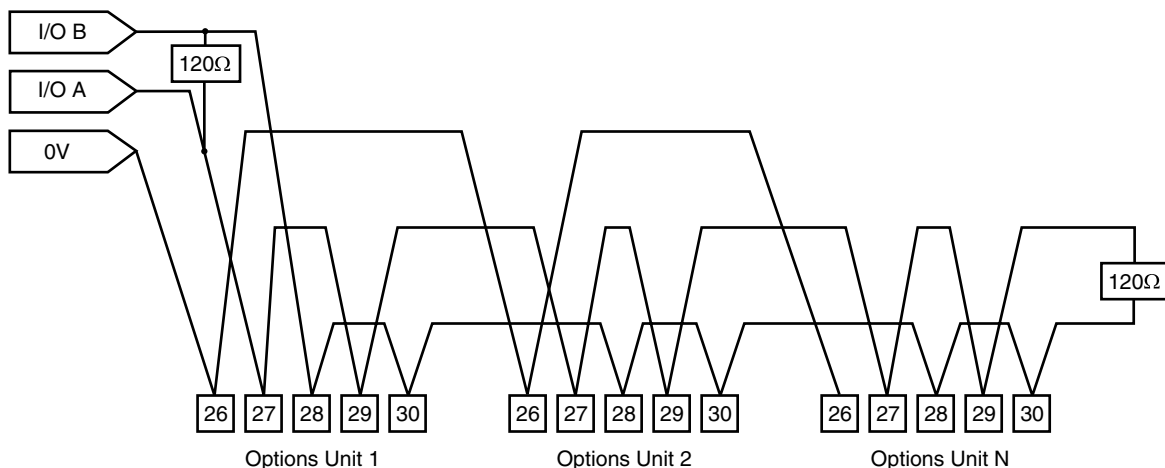 I/O B
120Ω
I/O A
0V
120Ω
26 27 28 29 30 26 27 28 29 30 26 27 28 29 30
Options Unit 1 Options Unit 2 Options Unit N